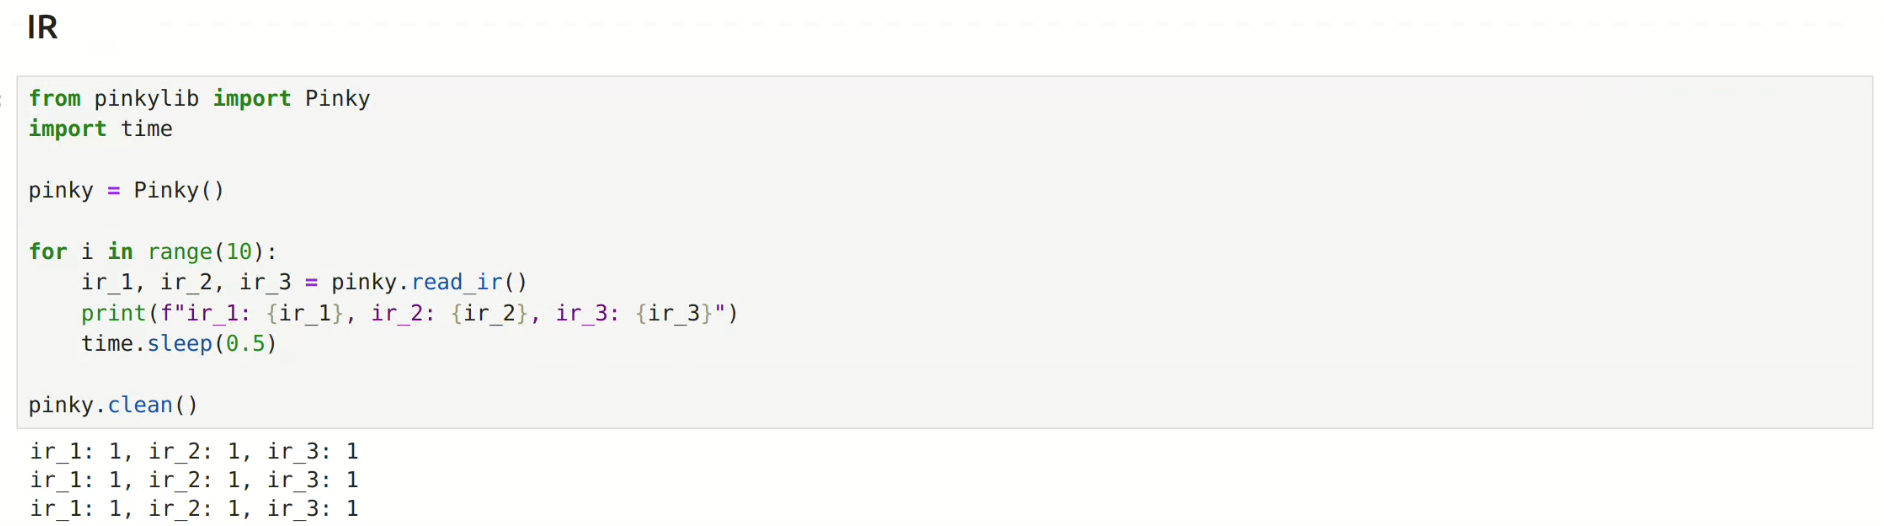 IR
from pinkylib import Pinky
import time
pinky = Pinky()
for i in range(10):
    ir_1, ir_2, ir_3 = pinky.read_ir()
    print(f"ir_1: {ir_1}, ir_2: {ir_2}, ir_3: {ir_3}")
    time.sleep(0.5)
pinky.clean()
ir_1: 1, ir_2: 1, ir_3: 1
ir_1: 1, ir_2: 1, ir_3: 1
ir_1: 1, ir_2: 1, ir_3: 1